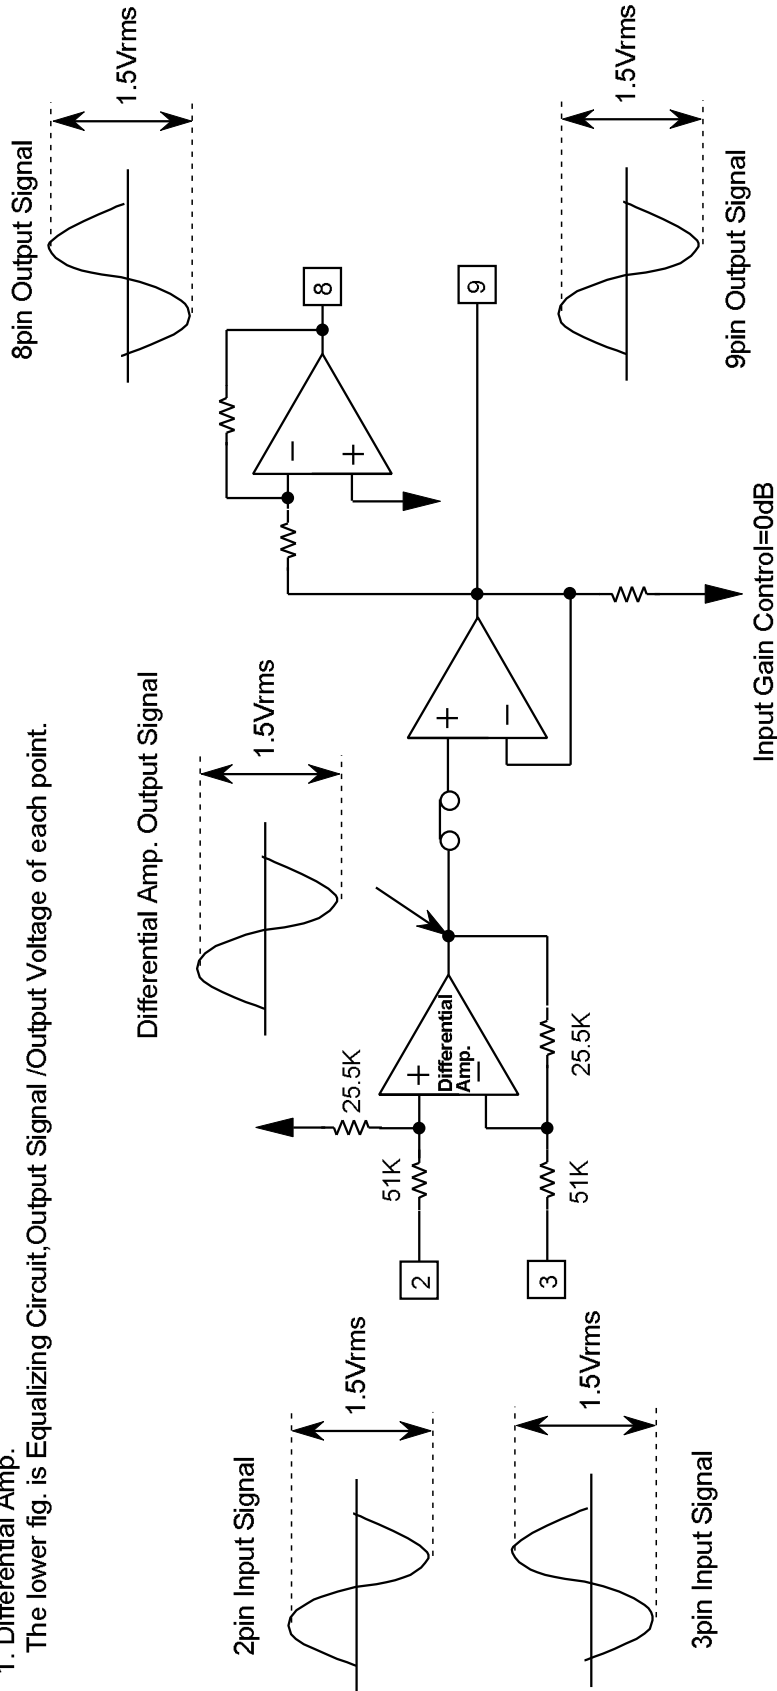 1. Differential Amp.
The lower fig. is Equalizing Circuit,Output Signal /Output Voltage of each point.
2pin Input Signal
1.5Vrms
3pin Input Signal
1.5Vrms
2
51K
25.5K
+
Differential
Amp.
−
3
51K
25.5K
Differential Amp. Output Signal
1.5Vrms
+
−
Input Gain Control=0dB
−
+
8
9
8pin Output Signal
1.5Vrms
9pin Output Signal
1.5Vrms